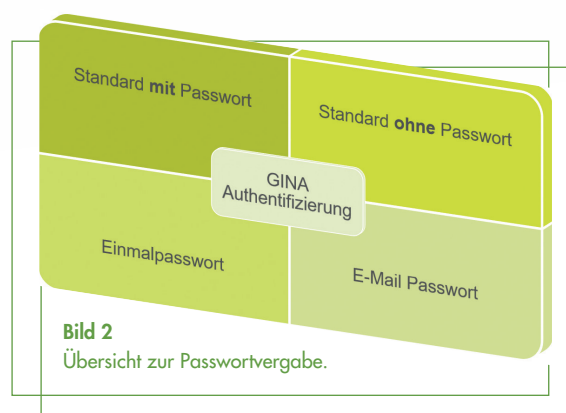 Standard mit Passwort
Standard ohne Passwort
GINA
Authentifizierung
Einmalpasswort
E-Mail Passwort
Bild 2
Übersicht zur Passwortvergabe.